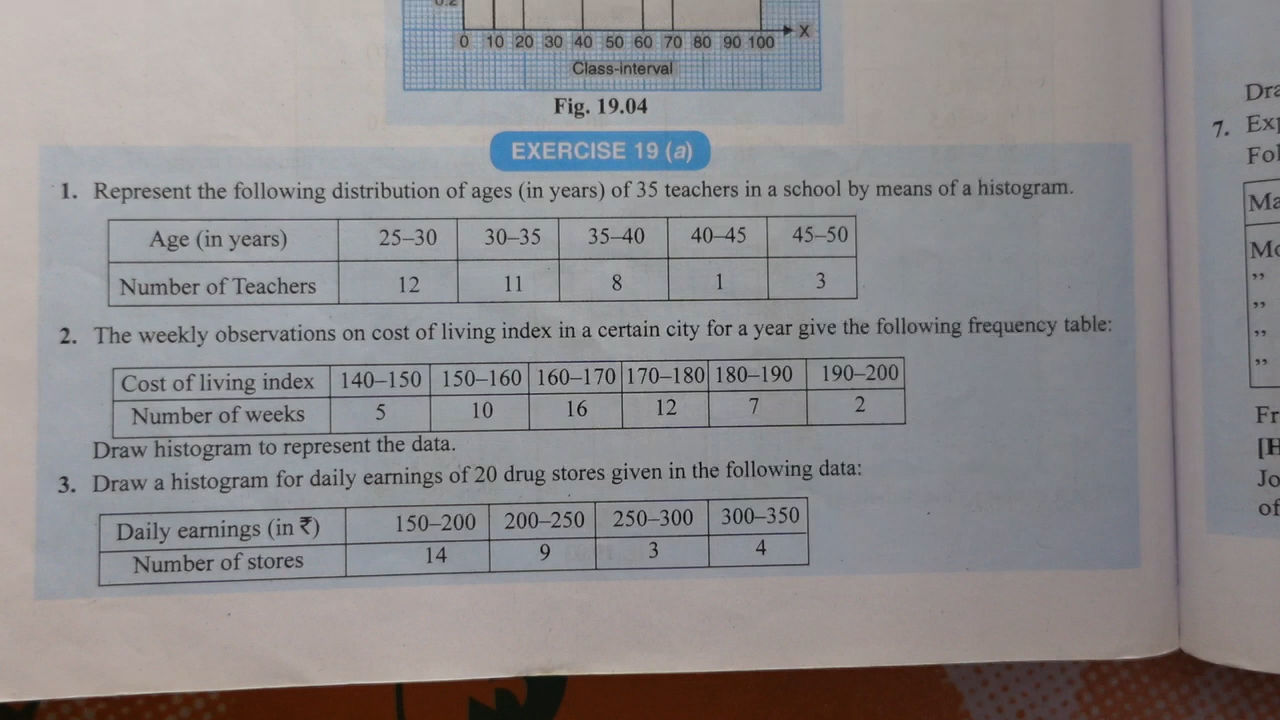 0.2
0 10 20 30 40 50 60 70 80 90 100 X
Class-interval
Fig. 19.04
EXERCISE 19 (a)
1. Represent the following distribution of ages (in years) of 35 teachers in a school by means of a histogram.
Age (in years) 25–30 30–35 35–40 40–45 45–50
Number of Teachers 12 11 8 1 3
2. The weekly observations on cost of living index in a certain city for a year give the following frequency table:
Cost of living index 140–150 150–160 160–170 170–180 180–190 190–200
Number of weeks 5 10 16 12 7 2
Draw histogram to represent the data.
3. Draw a histogram for daily earnings of 20 drug stores given in the following data:
Daily earnings (in ₹) 150–200 200–250 250–300 300–350
Number of stores 14 9 3 4
7.